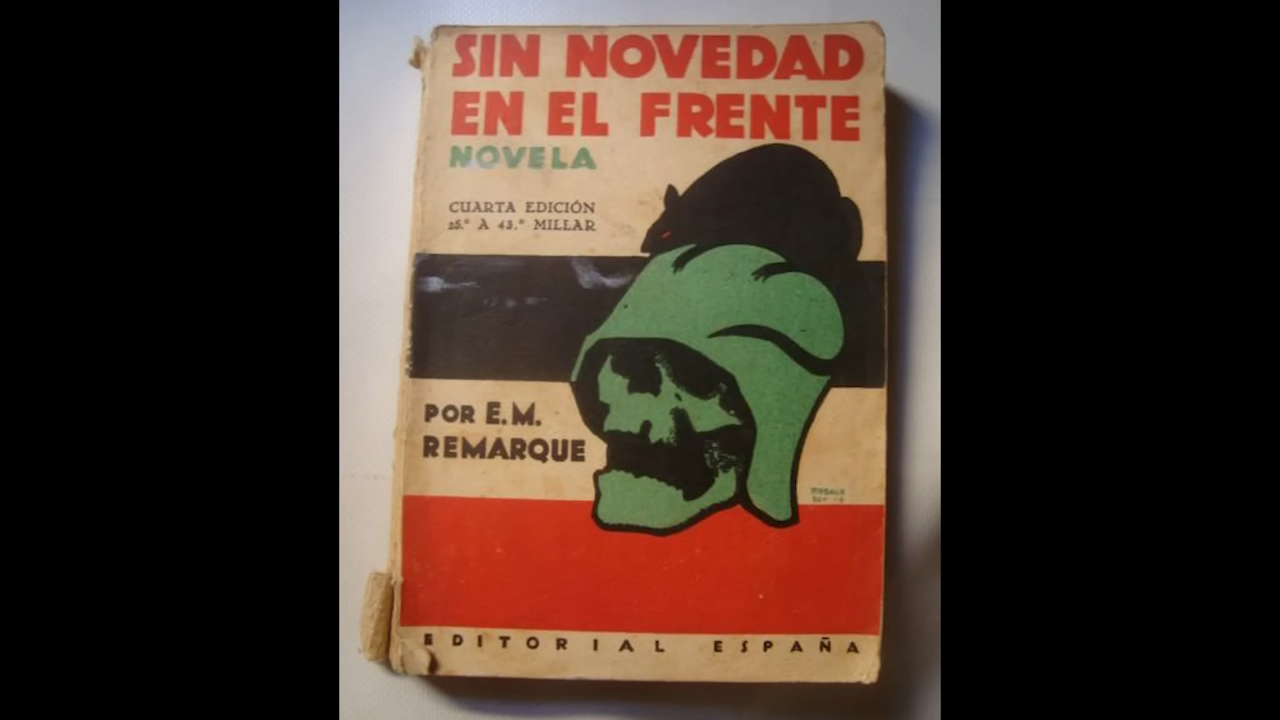 SIN NOVEDAD
EN EL FRENTE
NOVELA
CUARTA EDICIÓN
25.º A 43.º MILLAR
POR E. M.
REMARQUE
EDITORIAL ESPAÑA